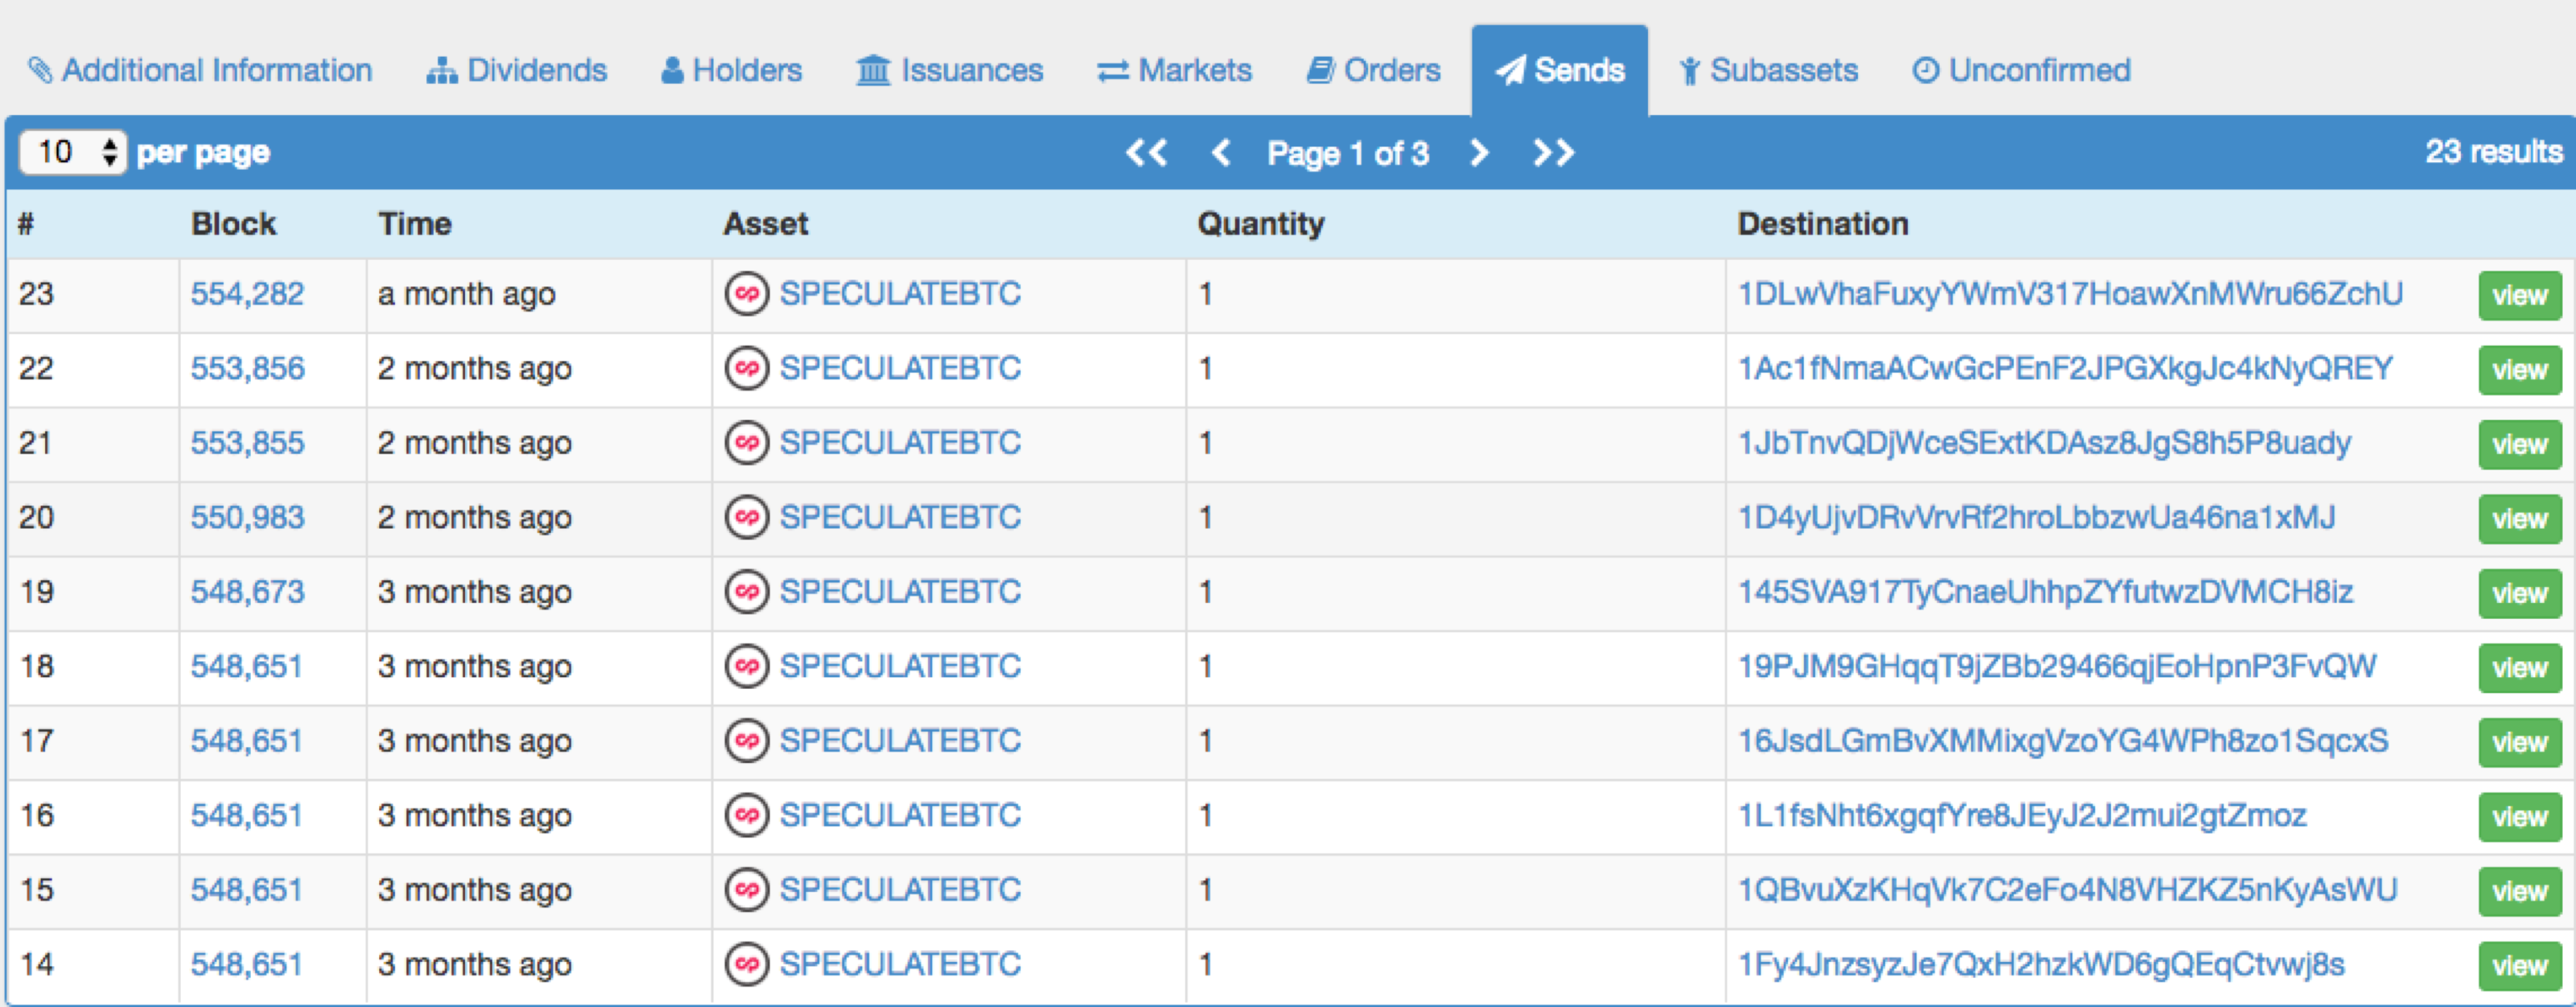 Additional Information Dividends Holders Issuances Markets Orders Sends Subassets Unconfirmed
10 per page << < Page 1 of 3 > >> 23 results
# Block Time Asset Quantity Destination
23 554,282 a month ago SPECULATEBTC 1 1DLwVhaFuxyYWmV317HoawXnMWru66ZchU view
22 553,856 2 months ago SPECULATEBTC 1 1Ac1fNmaACwGcPEnF2JPGXkgJc4kNyQREY view
21 553,855 2 months ago SPECULATEBTC 1 1JbTnvQDjWceSExtKDAsz8JgS8h5P8uady view
20 550,983 2 months ago SPECULATEBTC 1 1D4yUjvDRvVrvRf2hroLbbzwUa46na1xMJ view
19 548,673 3 months ago SPECULATEBTC 1 145SVA917TyCnaeUhhpZYfutwzDVMCH8iz view
18 548,651 3 months ago SPECULATEBTC 1 19PJM9GHqqT9jZBb29466qjEoHpnP3FvQW view
17 548,651 3 months ago SPECULATEBTC 1 16JsdLGmBvXMMixgVzoYG4WPh8zo1SqcxS view
16 548,651 3 months ago SPECULATEBTC 1 1L1fsNht6xgqfYre8JEyJ2J2mui2gtZmoz view
15 548,651 3 months ago SPECULATEBTC 1 1QBvuXzKHqVk7C2eFo4N8VHZKZ5nKyAsWU view
14 548,651 3 months ago SPECULATEBTC 1 1Fy4JnzsyzJe7QxH2hzkWD6gQEqCtvwj8s view